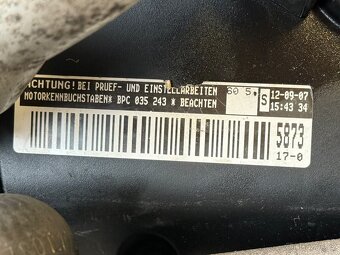 ACHTUNG! BEI PRUEF- UND EINSTELLARBEITEN
MOTORKENNBUCHSTABEN* BPC 035 243 * BEACHTEN
S 12-09-07
15:43 34
5873
17-0